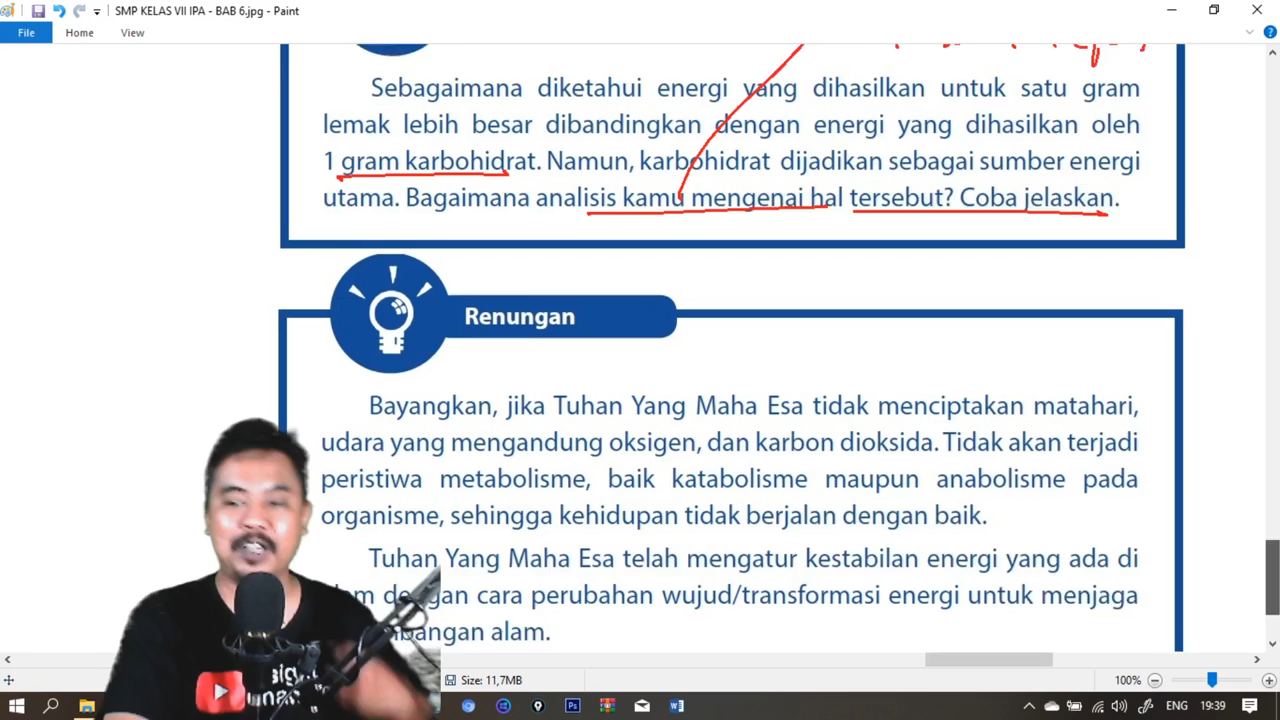 SMP KELAS VII IPA - BAB 6.jpg - Paint
File Home View
Sebagaimana diketahui energi yang dihasilkan untuk satu gram
lemak lebih besar dibandingkan dengan energi yang dihasilkan oleh
1 gram karbohidrat. Namun, karbohidrat dijadikan sebagai sumber energi
utama. Bagaimana analisis kamu mengenai hal tersebut? Coba jelaskan.
Renungan
Bayangkan, jika Tuhan Yang Maha Esa tidak menciptakan matahari,
udara yang mengandung oksigen, dan karbon dioksida. Tidak akan terjadi
peristiwa metabolisme, baik katabolisme maupun anabolisme pada
organisme, sehingga kehidupan tidak berjalan dengan baik.
Tuhan Yang Maha Esa telah mengatur kestabilan energi yang ada di
cara perubahan wujud/transformasi energi untuk menjaga
alam.
Size: 11,7MB
100%
ENG 19:39